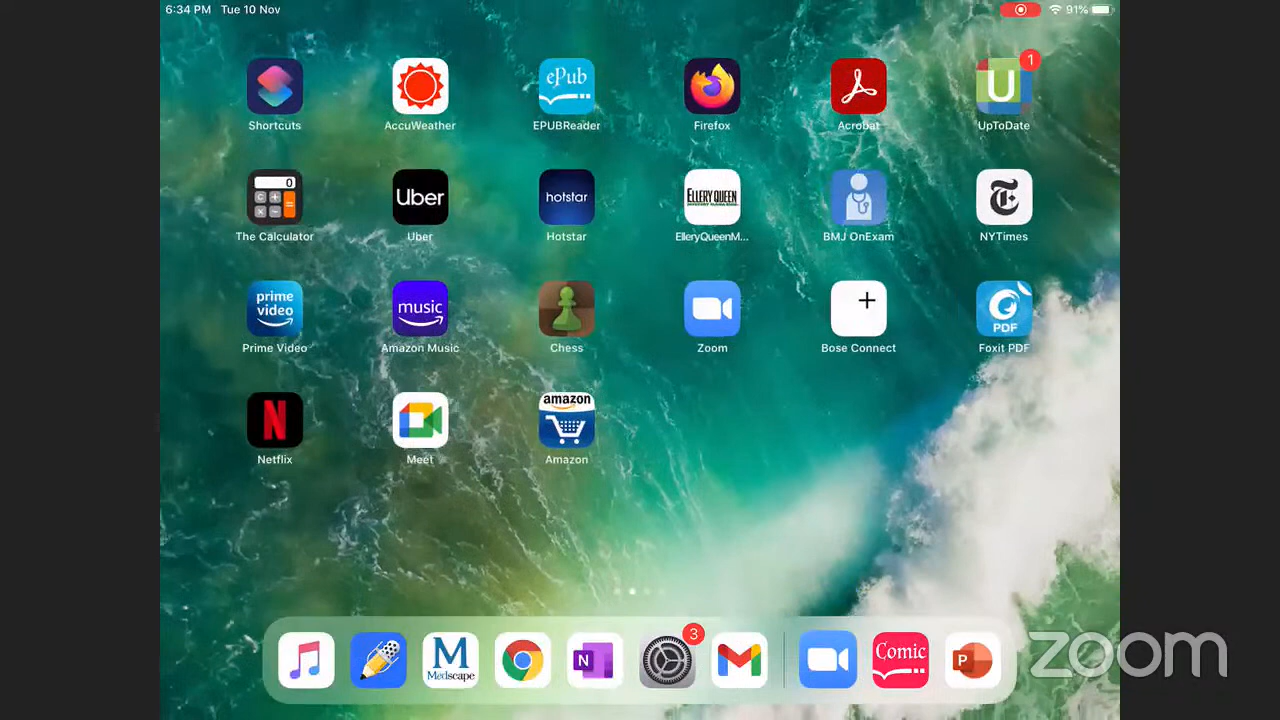 6:34 PM Tue 10 Nov
91%
ePub
U
1
Shortcuts
AccuWeather
EPUBReader
Firefox
Acrobat
UpToDate
0
Uber
hotstar
ELLERY QUEEN
T
The Calculator
Uber
Hotstar
ElleryQueenM...
BMJ OnExam
NYTimes
prime video
music
+
PDF
Prime Video
Amazon Music
Chess
Zoom
Bose Connect
Foxit PDF
N
amazon
Netflix
Meet
Amazon
3
M
Medscape
N
Comic
P
zoom